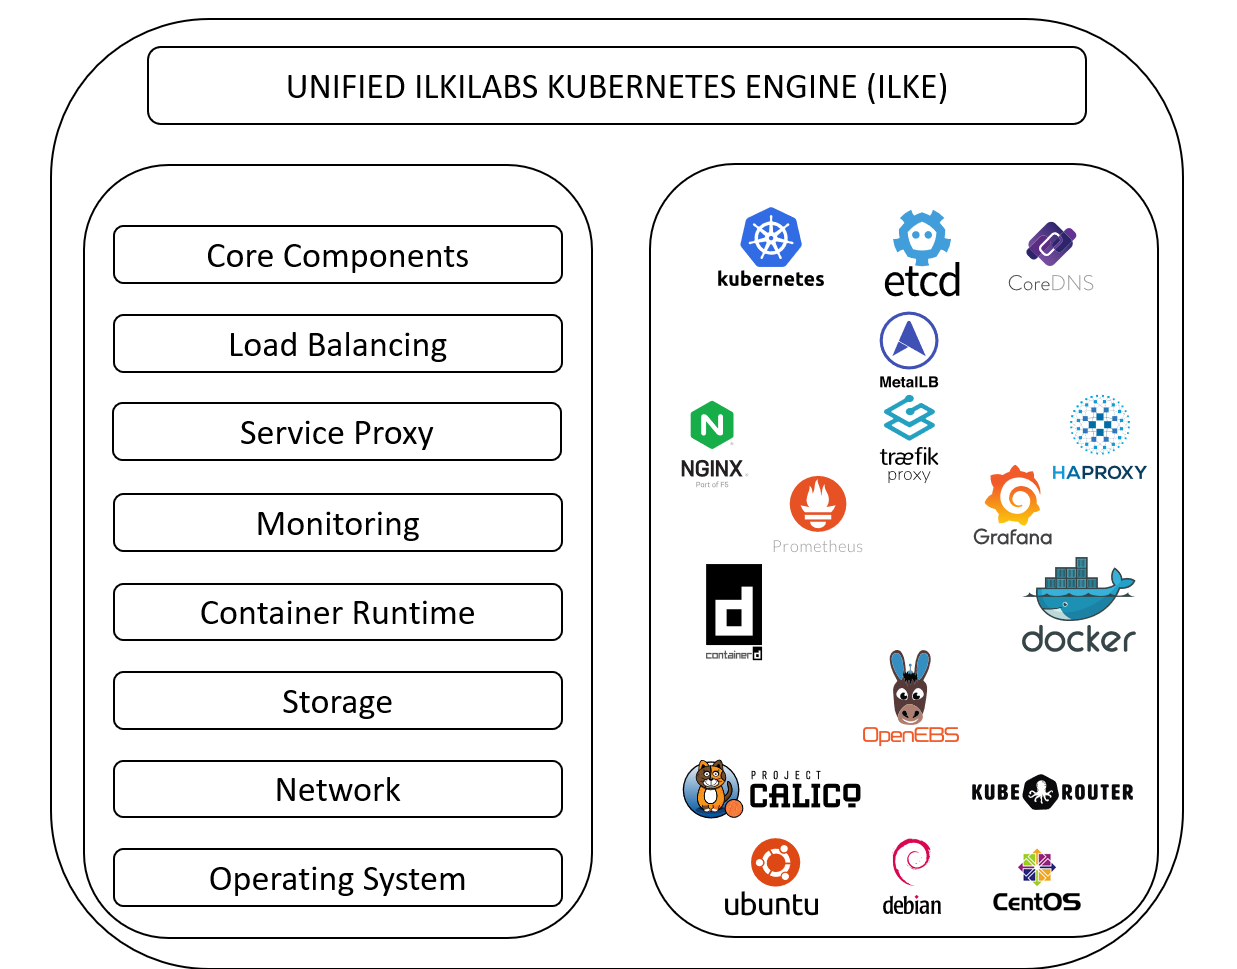 UNIFIED ILKILABS KUBERNETES ENGINE (ILKE)
Core Components
Load Balancing
Service Proxy
Monitoring
Container Runtime
Storage
Network
Operating System
kubernetes
etcd
CoreDNS
MetalLB
NGINX
Part of F5
træfik
proxy
HAPROXY
Prometheus
Grafana
containerd
docker
OpenEBS
PROJECT
CALICO
KUBE ROUTER
ubuntu
debian
CentOS